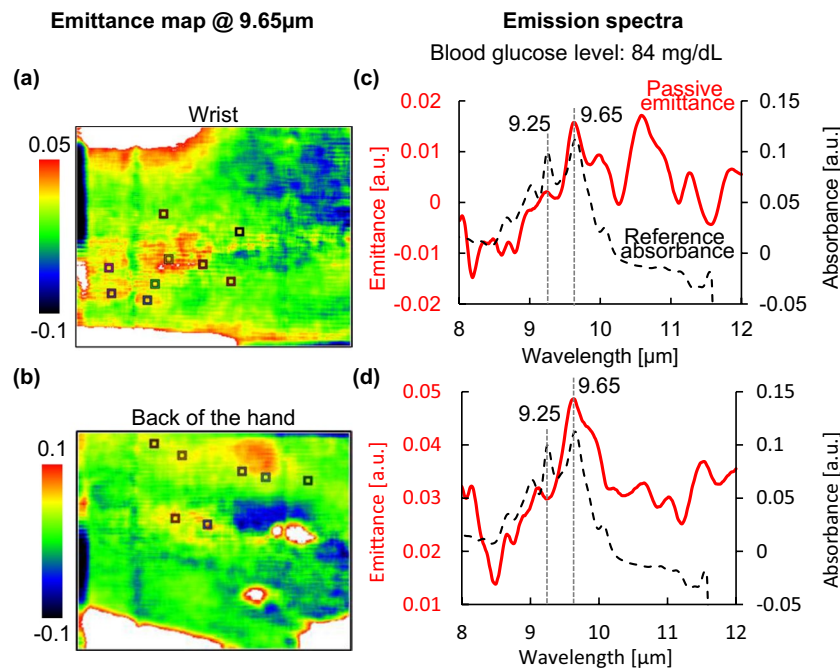 Emittance map @ 9.65µm
Emission spectra
Blood glucose level: 84 mg/dL
(a)
Wrist
0.05
-0.1
(c)
Passive
emittance
9.25
9.65
Reference
absorbance
0.02
0.01
0
-0.01
-0.02
Emittance [a.u.]
0.15
0.1
0.05
0
-0.05
Absorbance [a.u.]
8
9
10
11
12
Wavelength [µm]
(b)
Back of the hand
0.1
-0.1
(d)
9.25
9.65
0.05
0.04
0.03
0.02
0.01
Emittance [a.u.]
0.15
0.1
0.05
0
-0.05
Absorbance [a.u.]
8
9
10
11
12
Wavelength [µm]